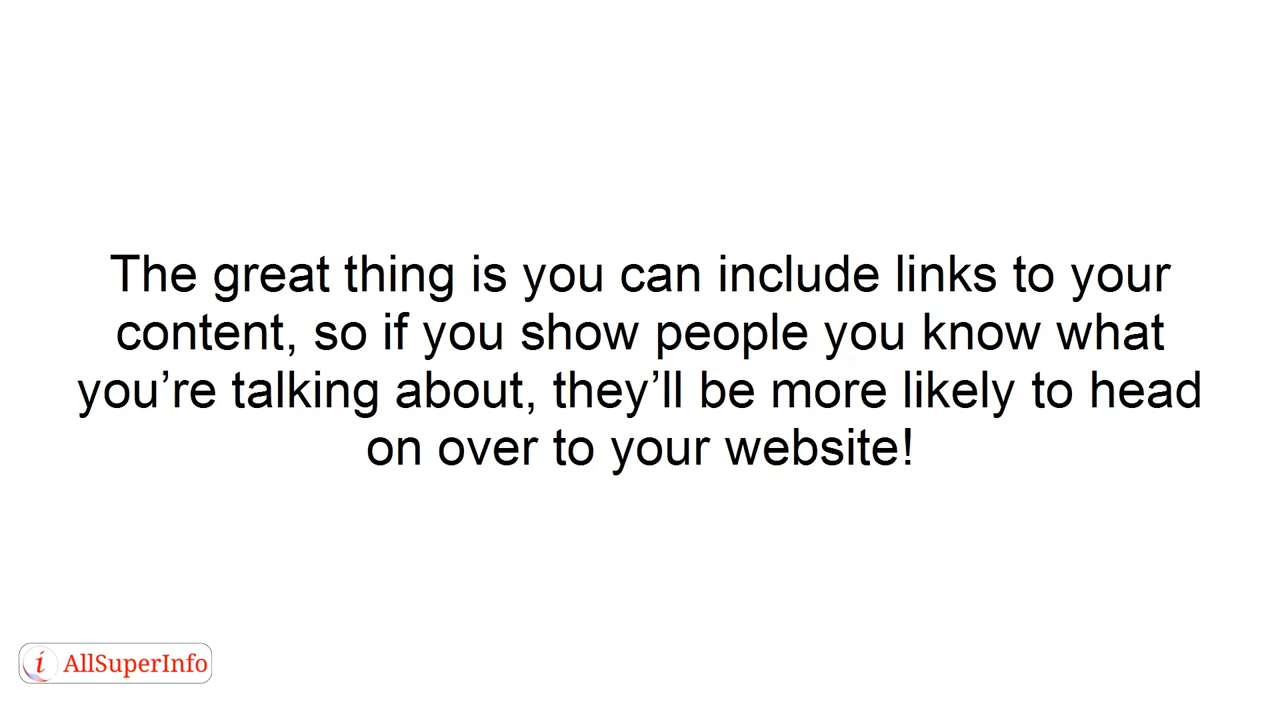 The great thing is you can include links to your
content, so if you show people you know what
you’re talking about, they’ll be more likely to head
on over to your website!
i AllSuperInfo